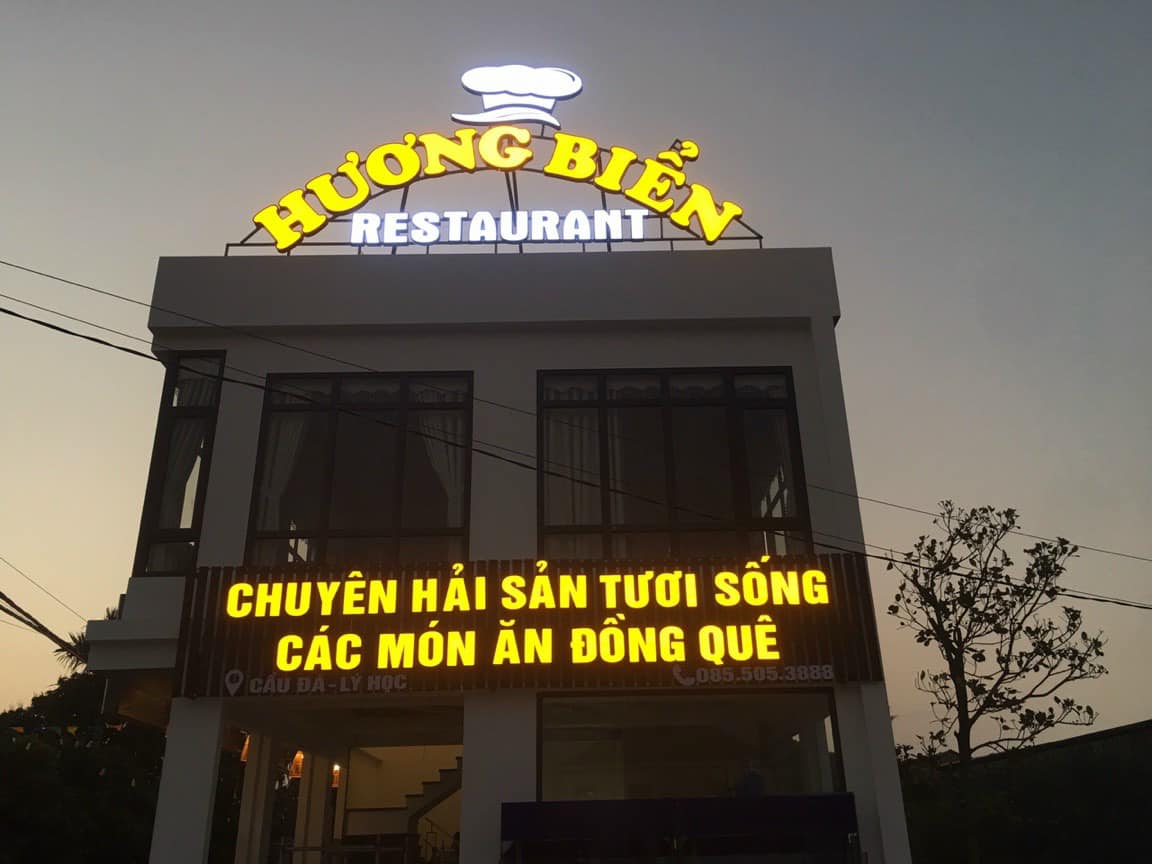 HƯƠNG BIỂN
RESTAURANT
CHUYÊN HẢI SẢN TƯƠI SỐNG
CÁC MÓN ĂN ĐỒNG QUÊ
CẦU ĐÁ - LÝ HỌC
085.505.3888